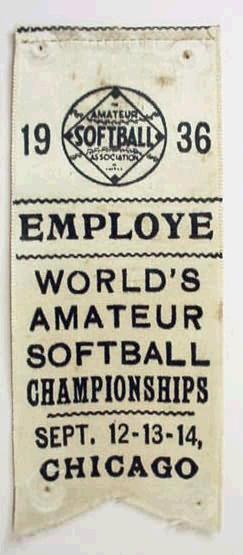 THE
AMATEUR
19 SOFTBALL 36
ASSOCIATION
EMPLOYE
WORLD'S
AMATEUR
SOFTBALL
CHAMPIONSHIPS
SEPT. 12-13-14,
CHICAGO